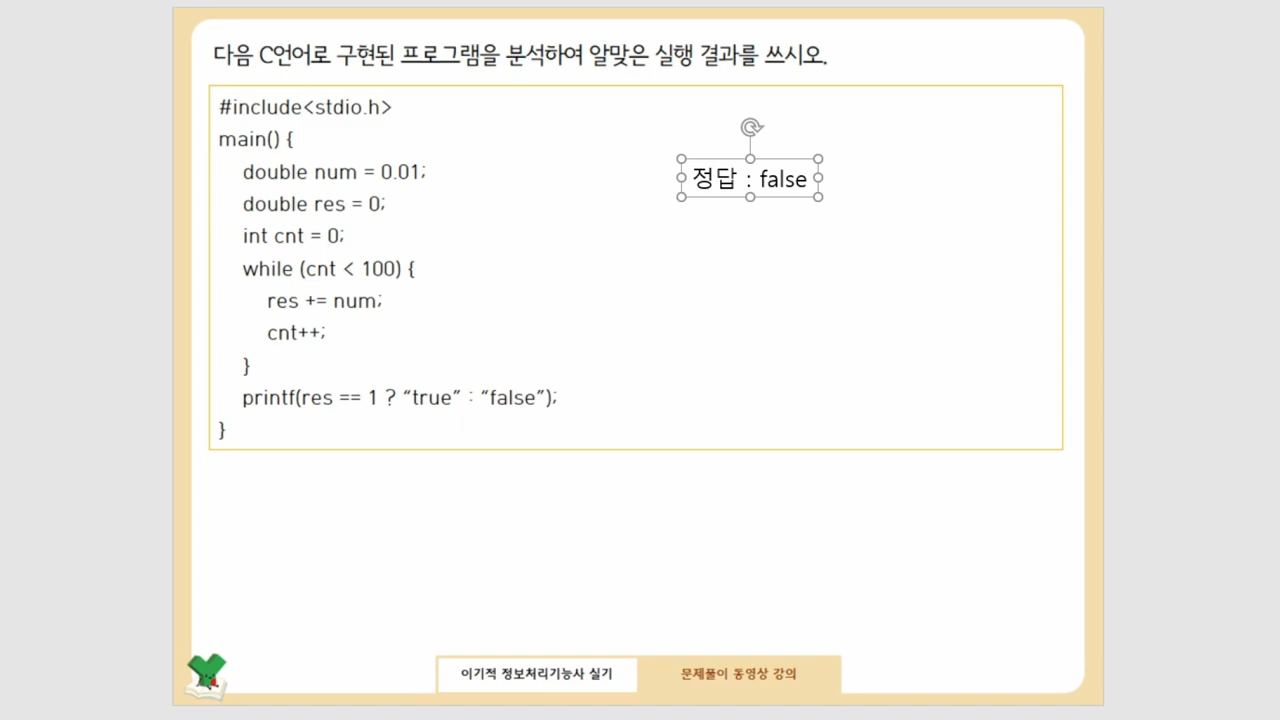 다음 C언어로 구현된 프로그램을 분석하여 알맞은 실행 결과를 쓰시오.
#include<stdio.h>
main() {
double num = 0.01;
정답 : false
double res = 0;
int cnt = 0;
while (cnt < 100) {
res += num;
cnt++;
}
printf(res == 1 ? “true” : “false”);
}
이기적 정보처리기능사 실기
문제풀이 동영상 강의